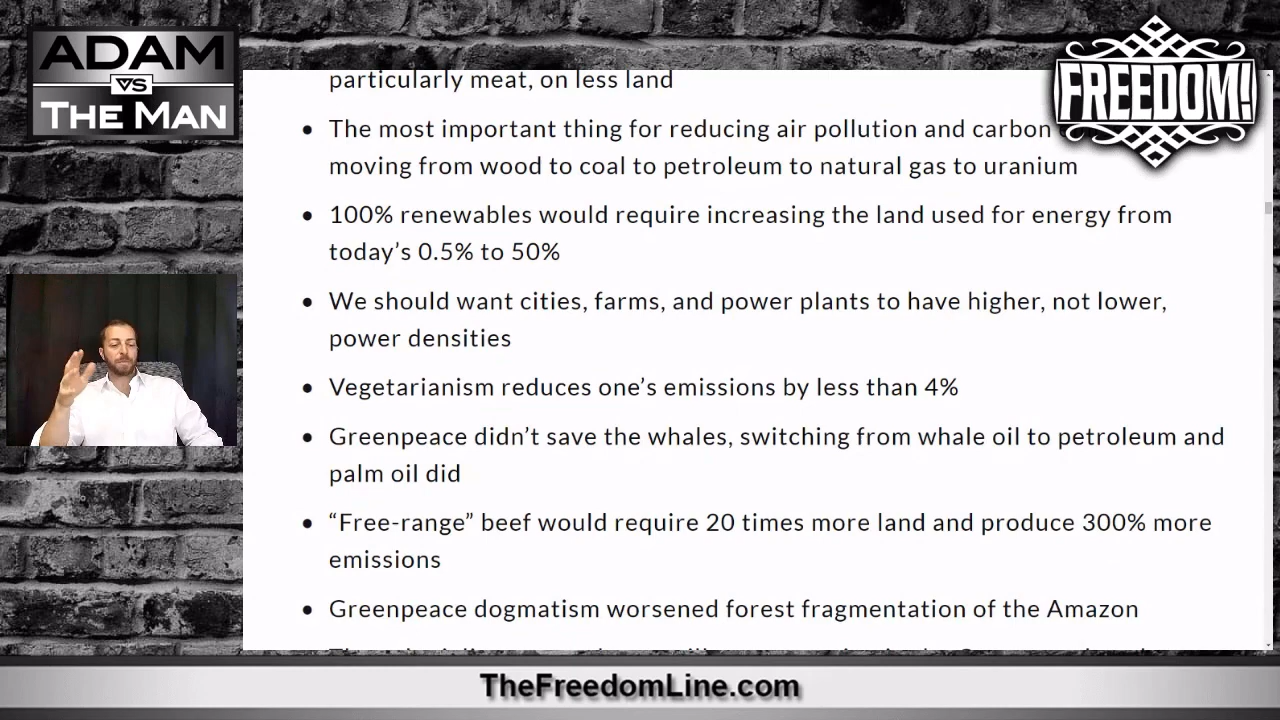 ADAM
VS
THE MAN
FREEDOM!
particularly meat, on less land
The most important thing for reducing air pollution and carbon
moving from wood to coal to petroleum to natural gas to uranium
100% renewables would require increasing the land used for energy from
today’s 0.5% to 50%
We should want cities, farms, and power plants to have higher, not lower,
power densities
Vegetarianism reduces one’s emissions by less than 4%
Greenpeace didn’t save the whales, switching from whale oil to petroleum and
palm oil did
“Free-range” beef would require 20 times more land and produce 300% more
emissions
Greenpeace dogmatism worsened forest fragmentation of the Amazon
TheFreedomLine.com